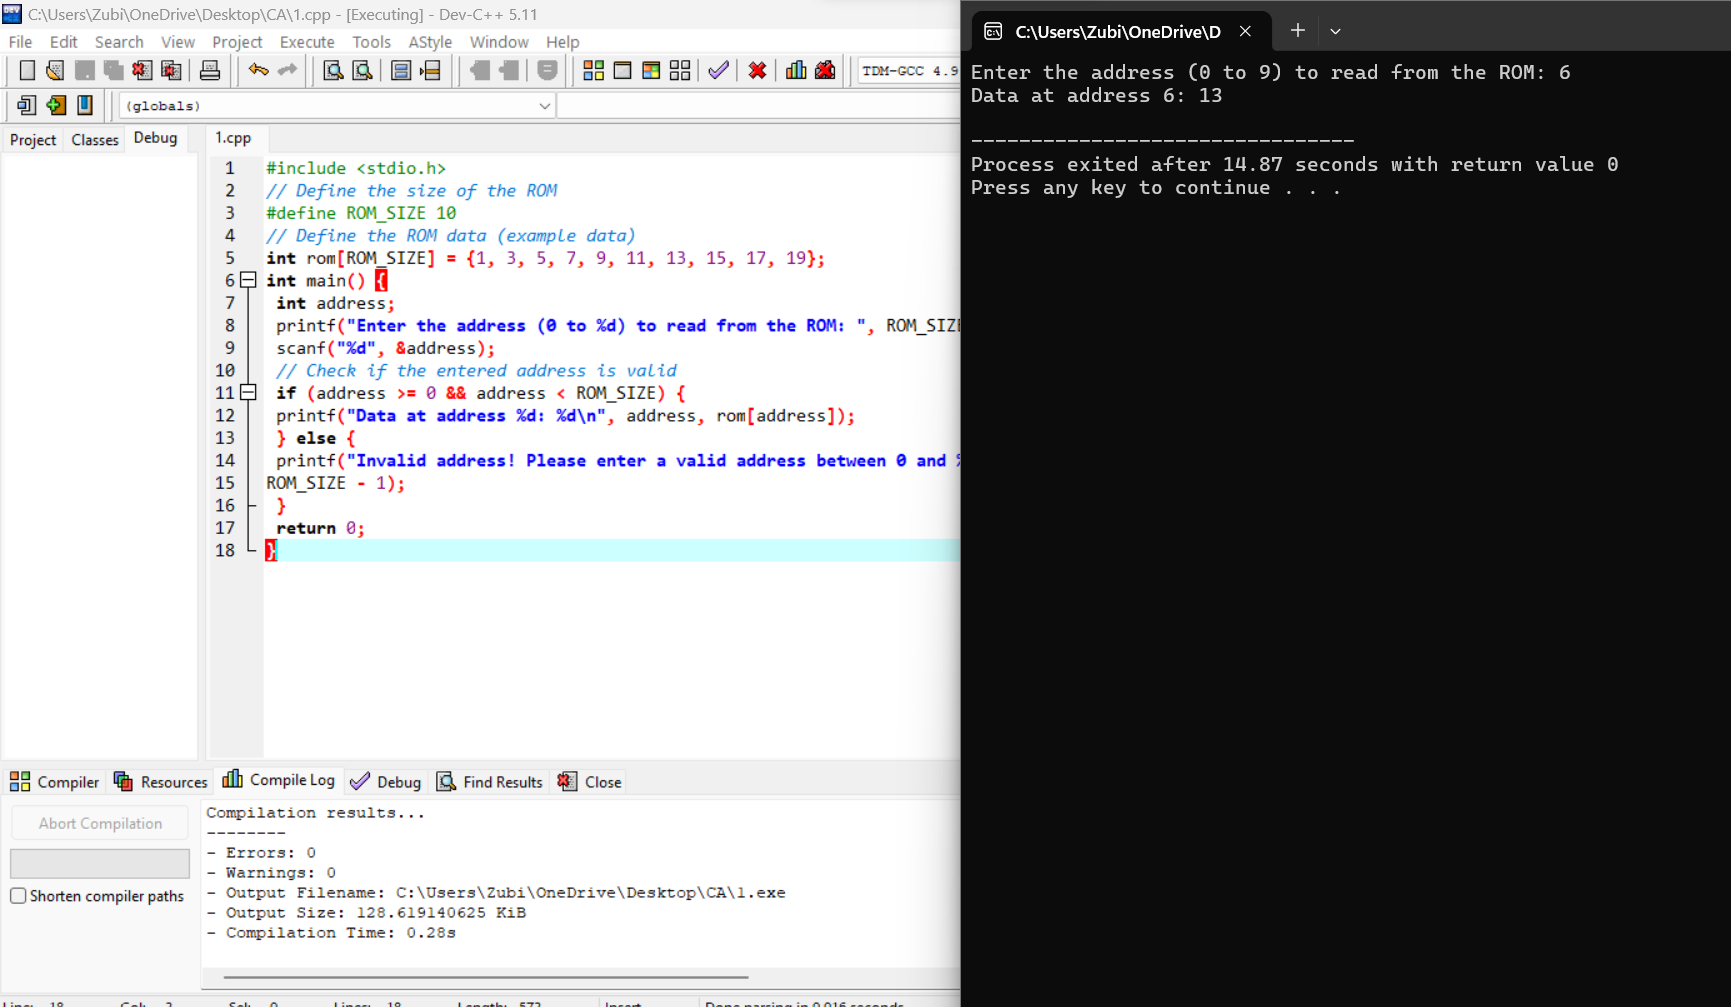 C:\Users\Zubi\OneDrive\Desktop\CA\1.cpp - [Executing] - Dev-C++ 5.11
File Edit Search View Project Execute Tools AStyle Window Help
TDM-GCC 4.9
(globals)
Project Classes Debug
1.cpp
1 #include <stdio.h>
2 // Define the size of the ROM
3 #define ROM_SIZE 10
4 // Define the ROM data (example data)
5 int rom[ROM_SIZE] = {1, 3, 5, 7, 9, 11, 13, 15, 17, 19};
6 int main() {
7 int address;
8 printf("Enter the address (0 to %d) to read from the ROM: ", ROM_SIZE
9 scanf("%d", &address);
10 // Check if the entered address is valid
11 if (address >= 0 && address < ROM_SIZE) {
12 printf("Data at address %d: %d\n", address, rom[address]);
13 } else {
14 printf("Invalid address! Please enter a valid address between 0 and %
15 ROM_SIZE - 1);
16 }
17 return 0;
18 }
Compiler Resources Compile Log Debug Find Results Close
Abort Compilation
Shorten compiler paths
Compilation results...
--------
- Errors: 0
- Warnings: 0
- Output Filename: C:\Users\Zubi\OneDrive\Desktop\CA\1.exe
- Output Size: 128.619140625 KiB
- Compilation Time: 0.28s
Line: 18 Col: 2 Sel: 0 Lines: 18 Length: 573 Insert Done parsing in 0.016 seconds
C:\Users\Zubi\OneDrive\D
Enter the address (0 to 9) to read from the ROM: 6
Data at address 6: 13
--------------------------------
Process exited after 14.87 seconds with return value 0
Press any key to continue . . .